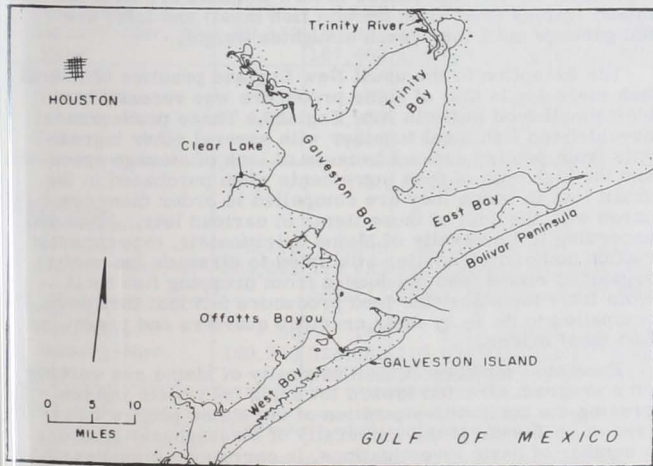 Trinity River
HOUSTON
Trinity Bay
Clear Lake
Galveston Bay
East Bay
Bolivar Peninsula
Offatts Bayou
GALVESTON ISLAND
West Bay
0 5 10
MILES
GULF OF MEXICO